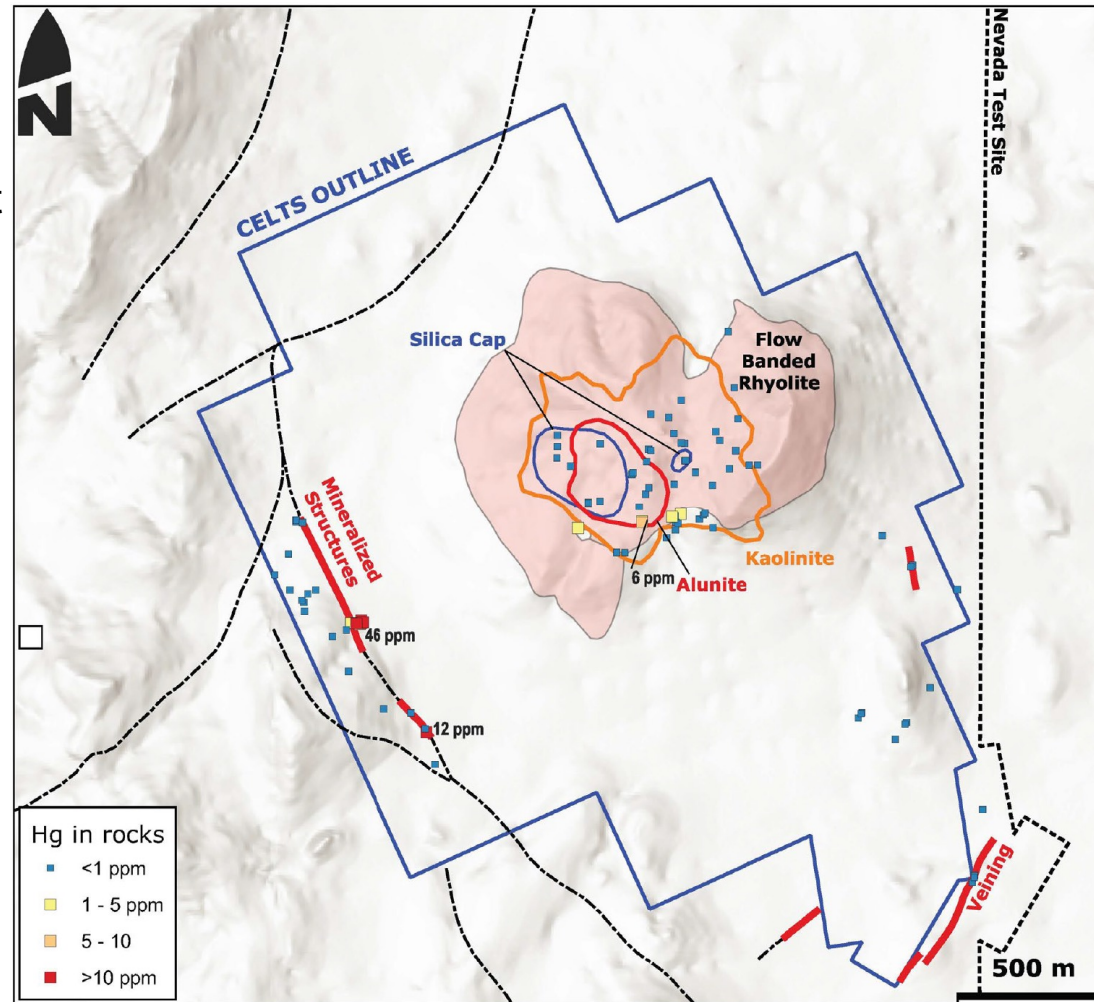 N
Nevada Test Site
CELTS OUTLINE
Silica Cap
Flow
Banded
Rhyolite
Mineralized
Structures
Kaolinite
6 ppm
Alunite
46 ppm
12 ppm
Veining
Hg in rocks
<1 ppm
1 - 5 ppm
5 - 10
>10 ppm
500 m